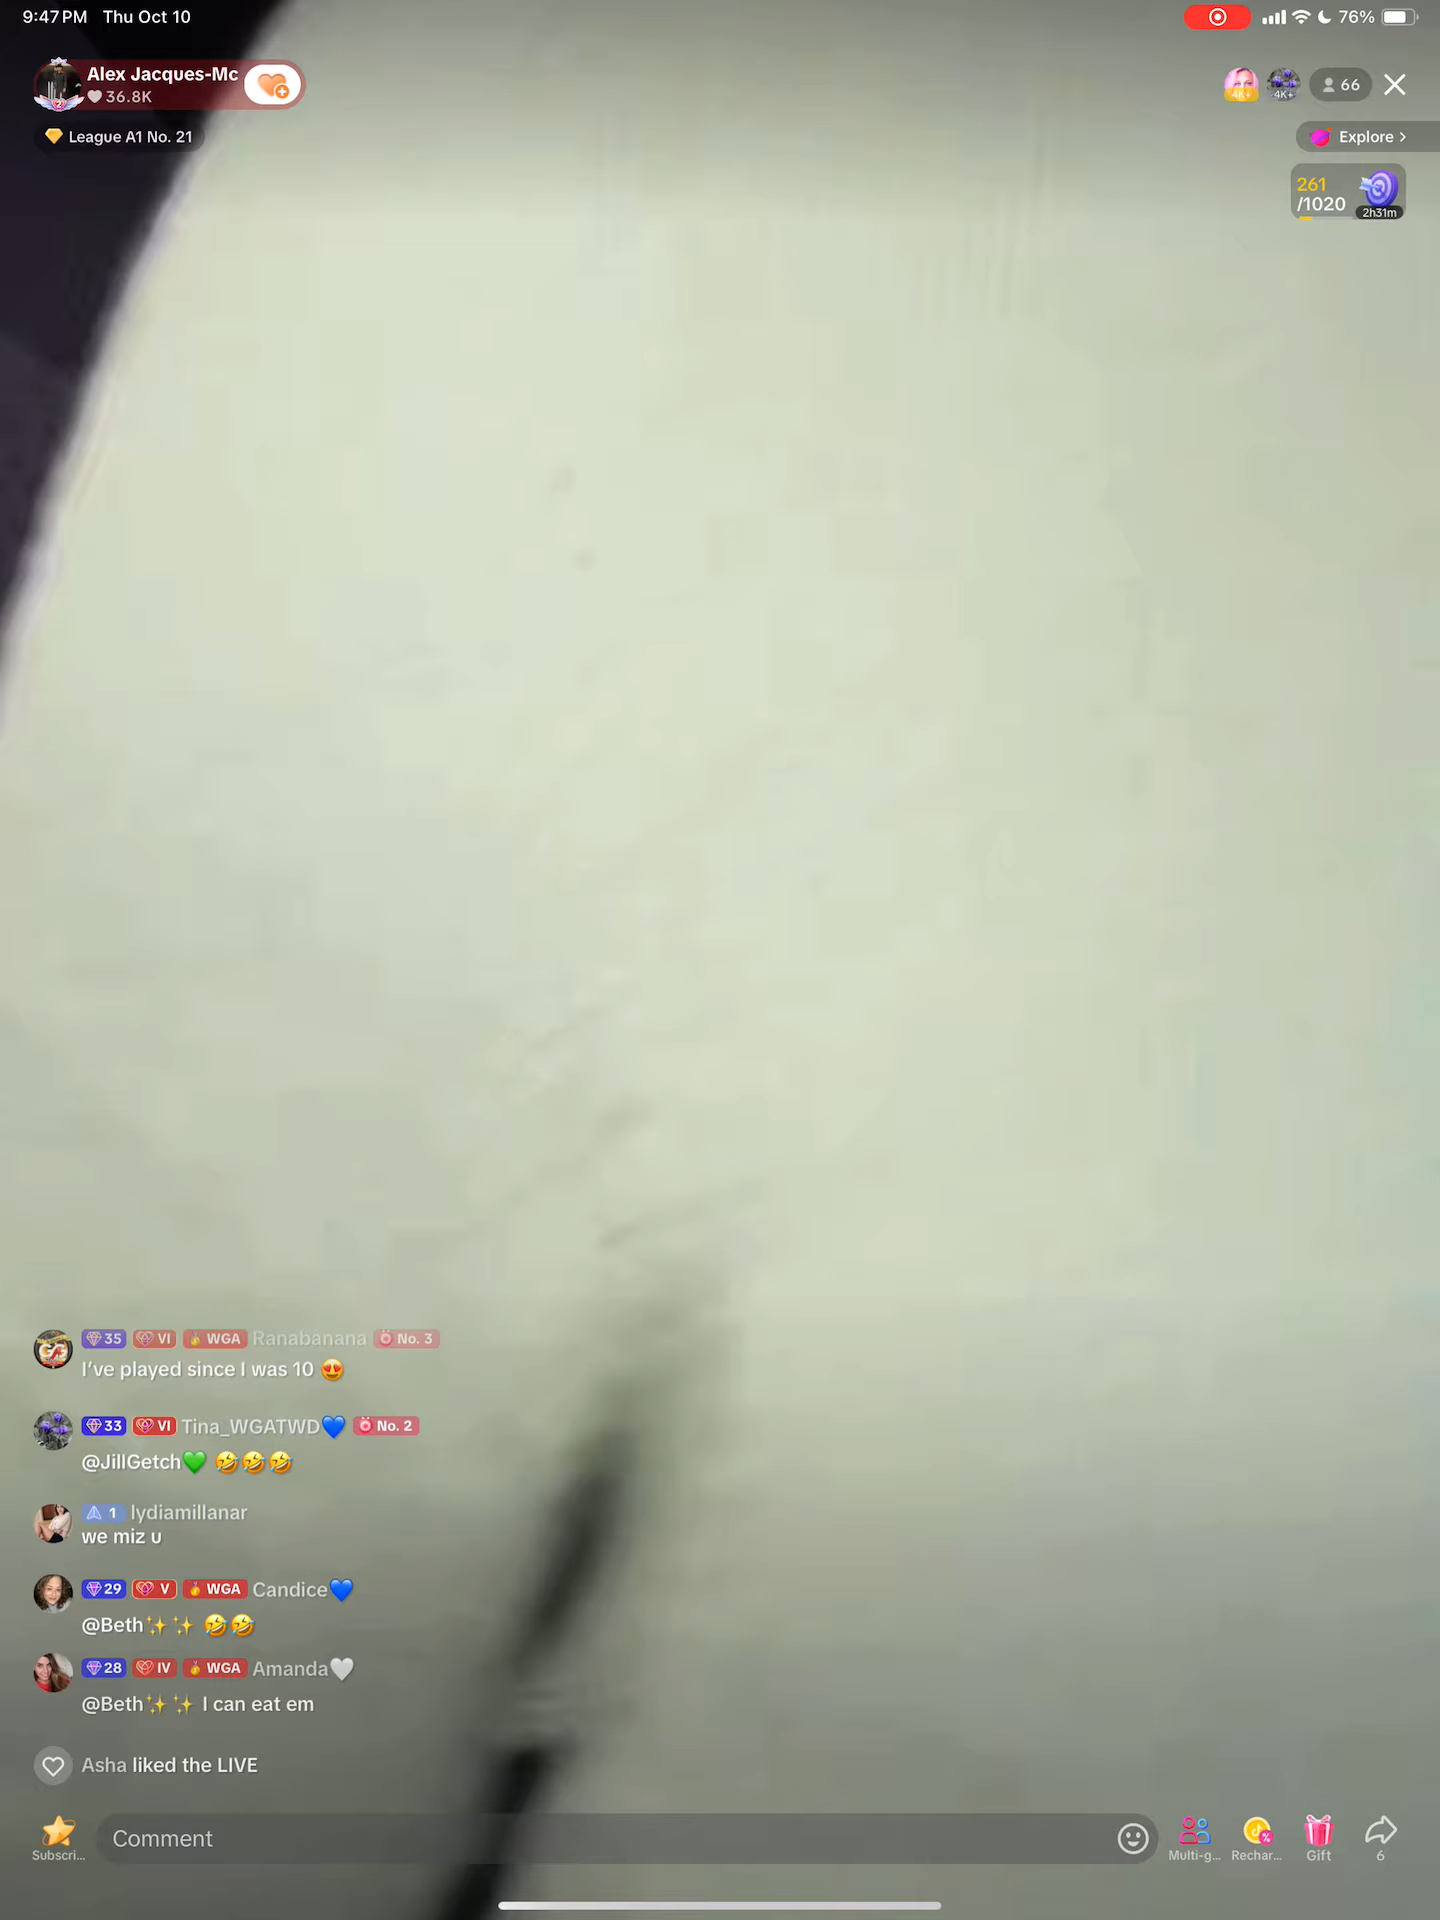 9:47 PM Thu Oct 10
76%
Alex Jacques-Mc
36.8K
4K+
4K+
66
League A1 No. 21
Explore >
261
/1020
2h31m
35 VI WGA Ranabanana No. 3
I've played since I was 10 😍
33 VI Tina_WGATWD💙 No. 2
@JillGetch💚 🤣🤣🤣
1 lydiamillanar
we miz u
29 V WGA Candice💙
@Beth✨✨ 🤣🤣
28 IV WGA Amanda🤍
@Beth✨✨ I can eat em
Asha liked the LIVE
Subscri...
Comment
Multi-g...
Rechar...
Gift
6